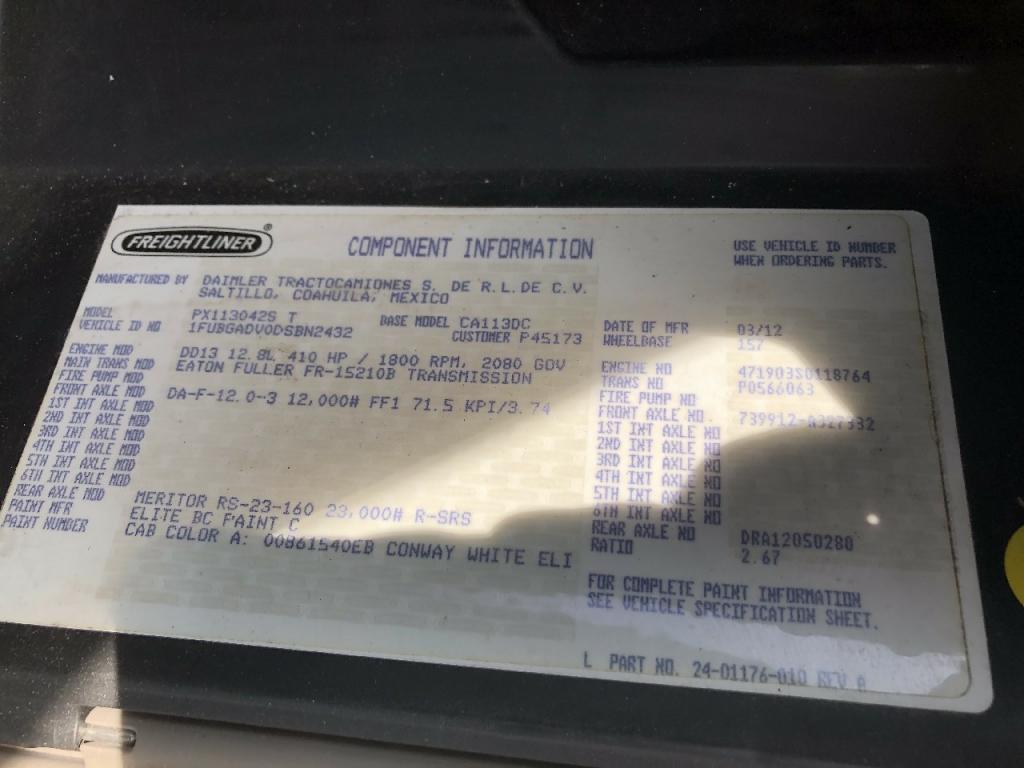 FREIGHTLINER ®
COMPONENT INFORMATION
USE VEHICLE ID NUMBER
WHEN ORDERING PARTS.
MANUFACTURED BY DAIMLER TRACTOCAMIONES S. DE R.L.DE C.V.
SALTILLO, COAHUILA, MEXICO
MODEL PX113042S T BASE MODEL CA113DC
VEHICLE ID NO 1FUBGADV0DSBN2432 CUSTOMER P45173
DATE OF MFR 03/12
WHEELBASE 157
ENGINE MOD DD13 12.8L 410 HP / 1800 RPM, 2080 GOV
MAIN TRANS MOD EATON FULLER FR-15210B TRANSMISSION
FIRE PUMP MOD
FRONT AXLE MOD DA-F-12.0-3 12,000# FF1 71.5 KPI/3.74
1ST INT AXLE MOD
2ND INT AXLE MOD
3RD INT AXLE MOD
4TH INT AXLE MOD
5TH INT AXLE MOD
6TH INT AXLE MOD
REAR AXLE MOD MERITOR RS-23-160 23,000# R-SRS
PAINT MFR ELITE BC PAINT C
PAINT NUMBER CAB COLOR A: 00861540EB CONWAY WHITE ELI
ENGINE NO 471903S0118764
TRANS NO P0566063
FIRE PUMP NO
FRONT AXLE NO. 739912-A327332
1ST INT AXLE NO
2ND INT AXLE NO
3RD INT AXLE NO
4TH INT AXLE NO
5TH INT AXLE NO
6TH INT AXLE NO
REAR AXLE NO DRA12050280
RATIO 2.67
FOR COMPLETE PAINT INFORMATION
SEE VEHICLE SPECIFICATION SHEET.
L PART NO. 24-01176-010 REV A